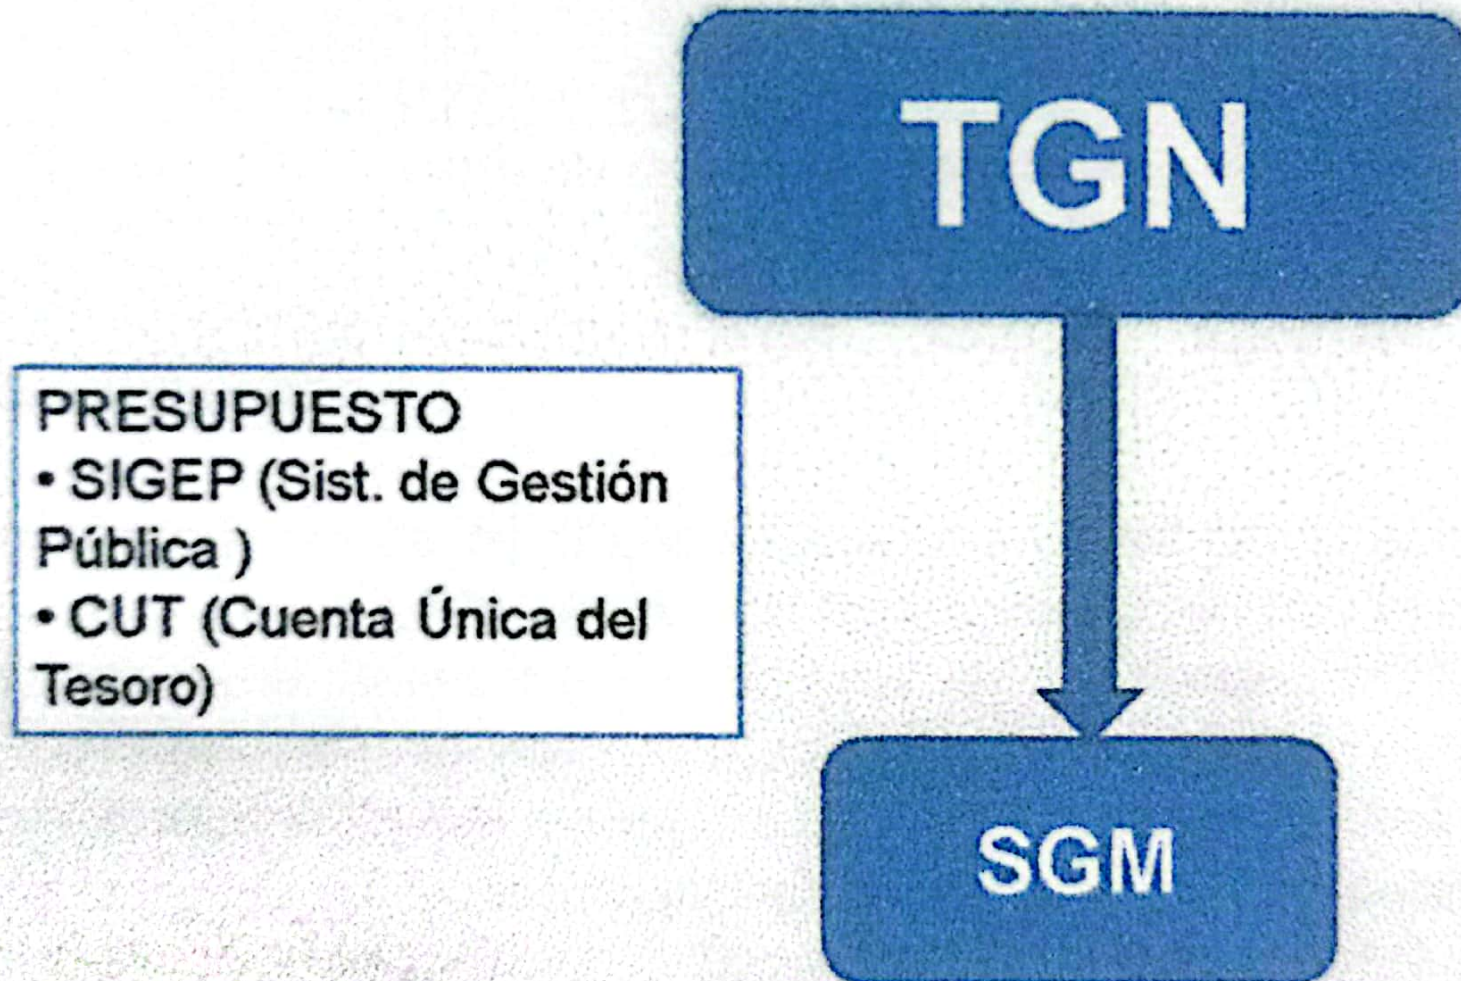 TGN
PRESUPUESTO
• SIGEP (Sist. de Gestión
Pública )
• CUT (Cuenta Única del
Tesoro)
SGM